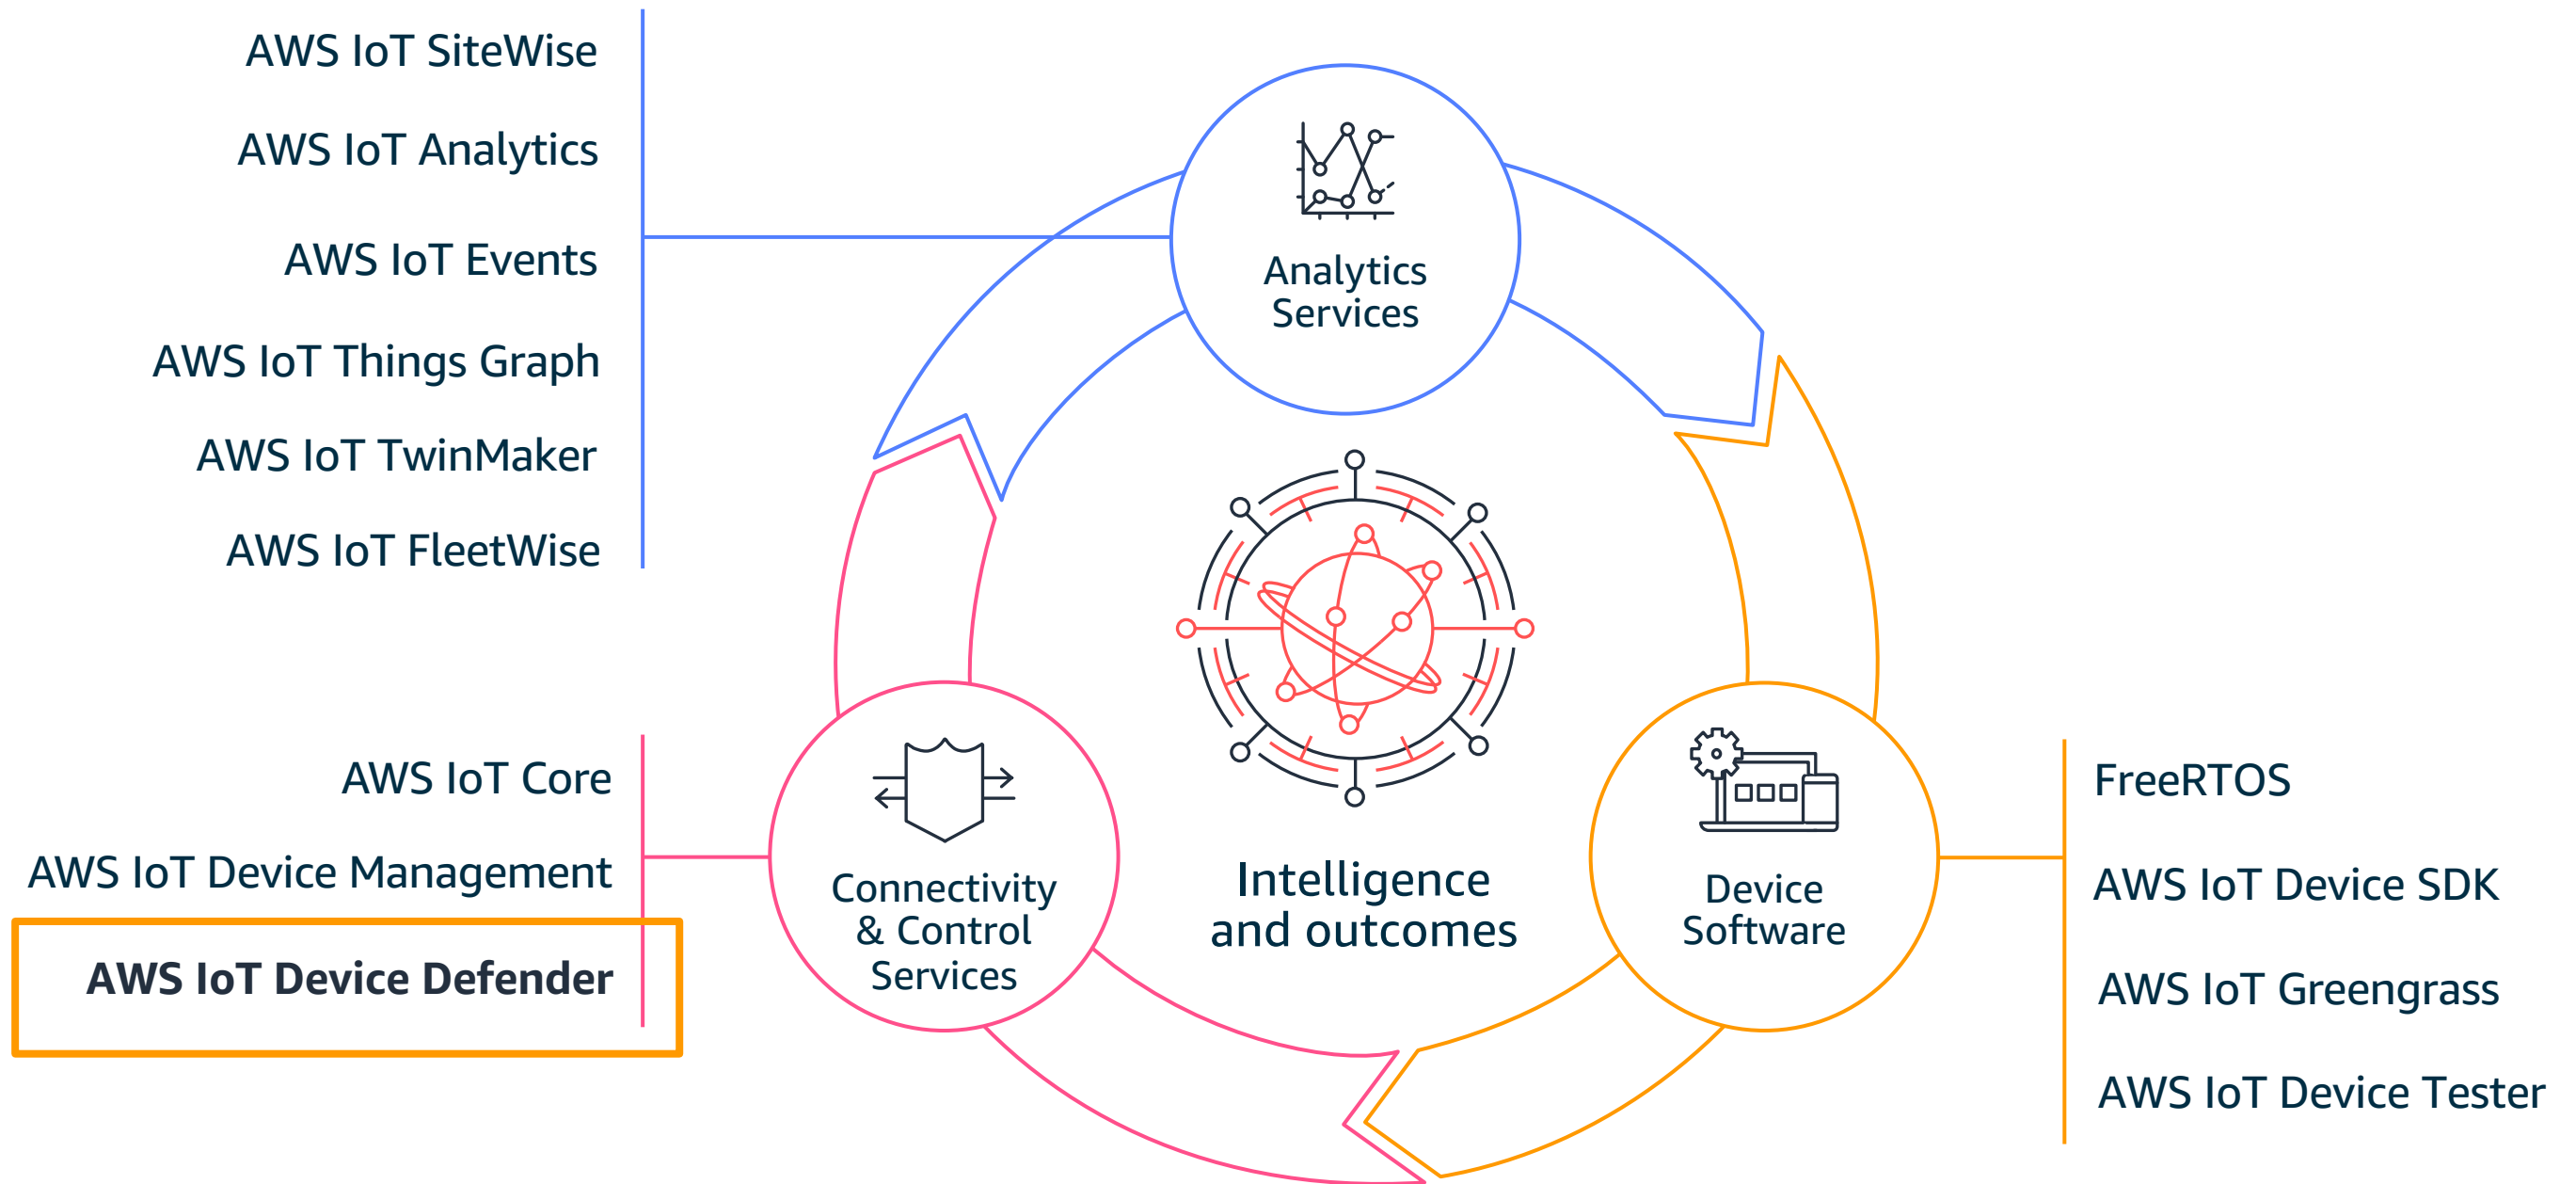 AWS IoT SiteWise
AWS IoT Analytics
AWS IoT Events
AWS IoT Things Graph
AWS IoT TwinMaker
AWS IoT FleetWise
Analytics
Services
AWS IoT Core
AWS IoT Device Management
AWS IoT Device Defender
Connectivity
& Control
Services
Intelligence
and outcomes
Device
Software
FreeRTOS
AWS IoT Device SDK
AWS IoT Greengrass
AWS IoT Device Tester